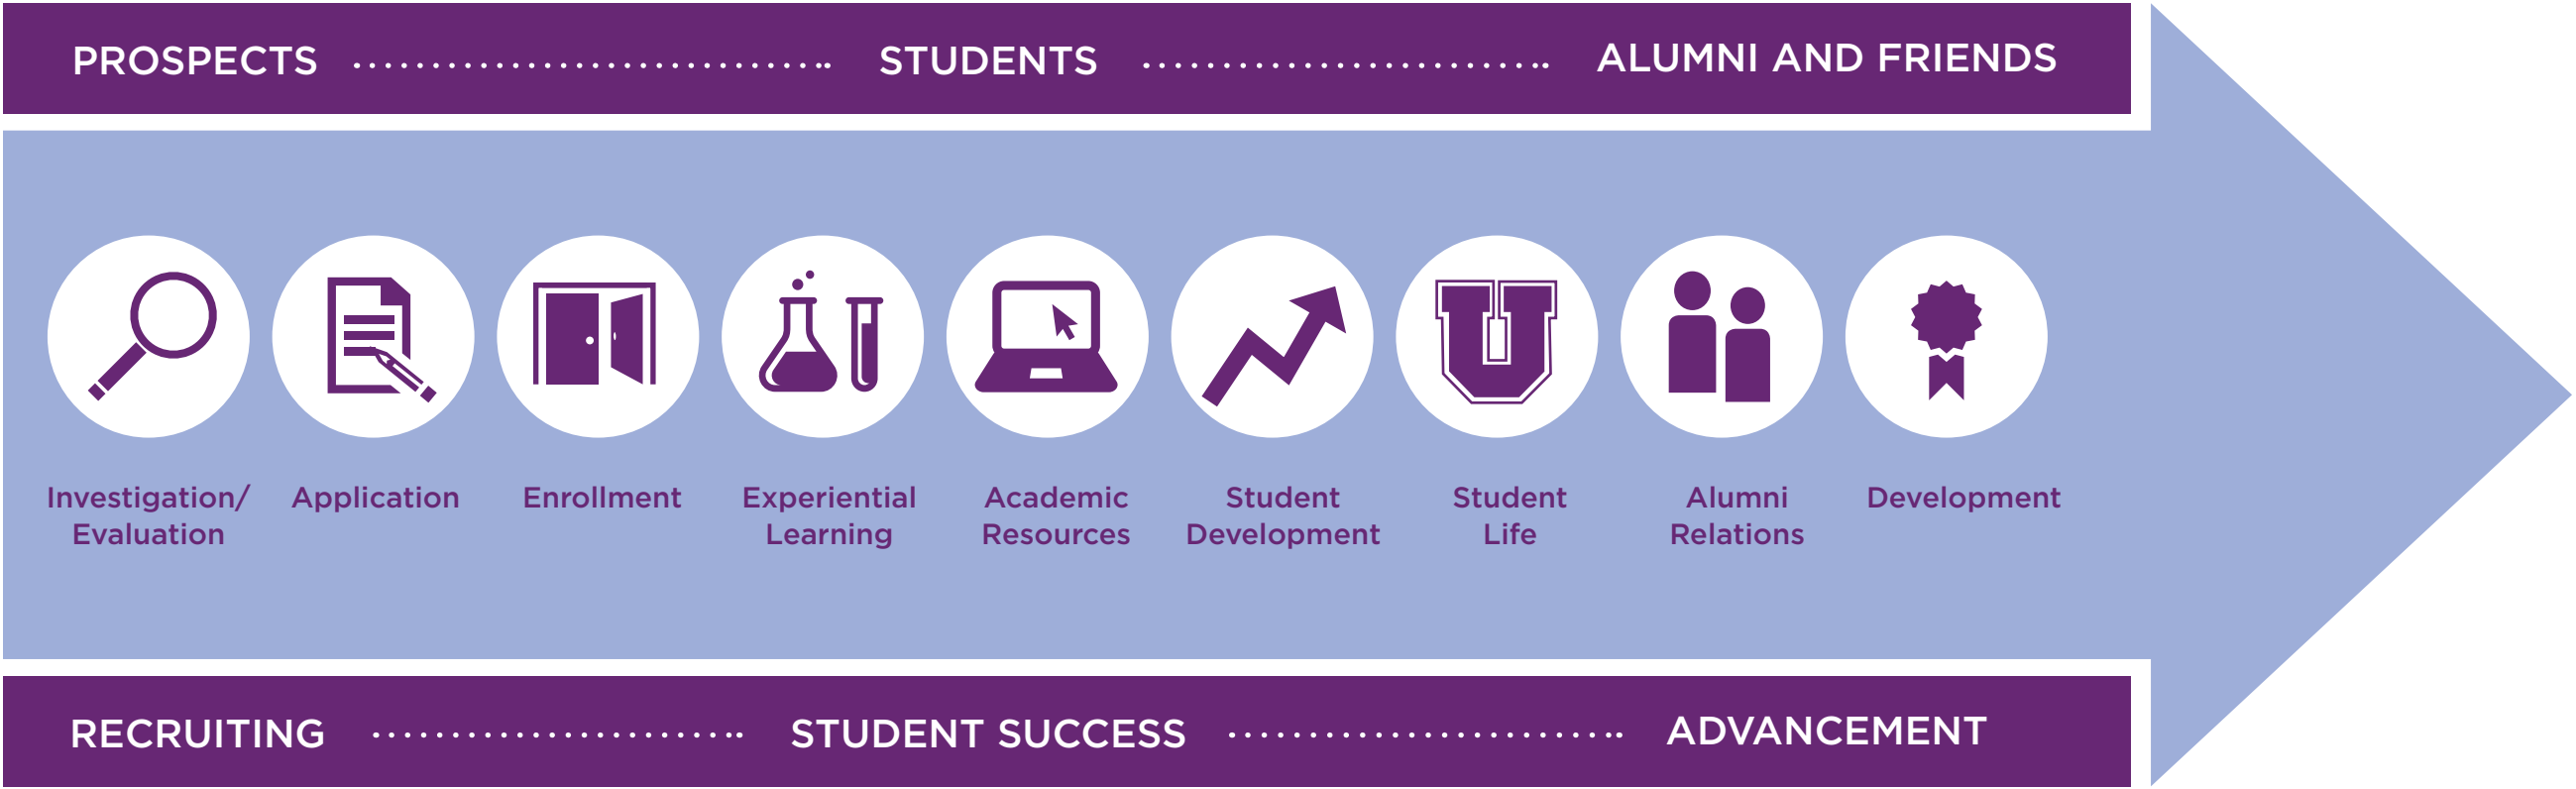 PROSPECTS STUDENTS ALUMNI AND FRIENDS
U
Investigation/
Evaluation
Application
Enrollment
Experiential
Learning
Academic
Resources
Student
Development
Student
Life
Alumni
Relations
Development
RECRUITING STUDENT SUCCESS ADVANCEMENT